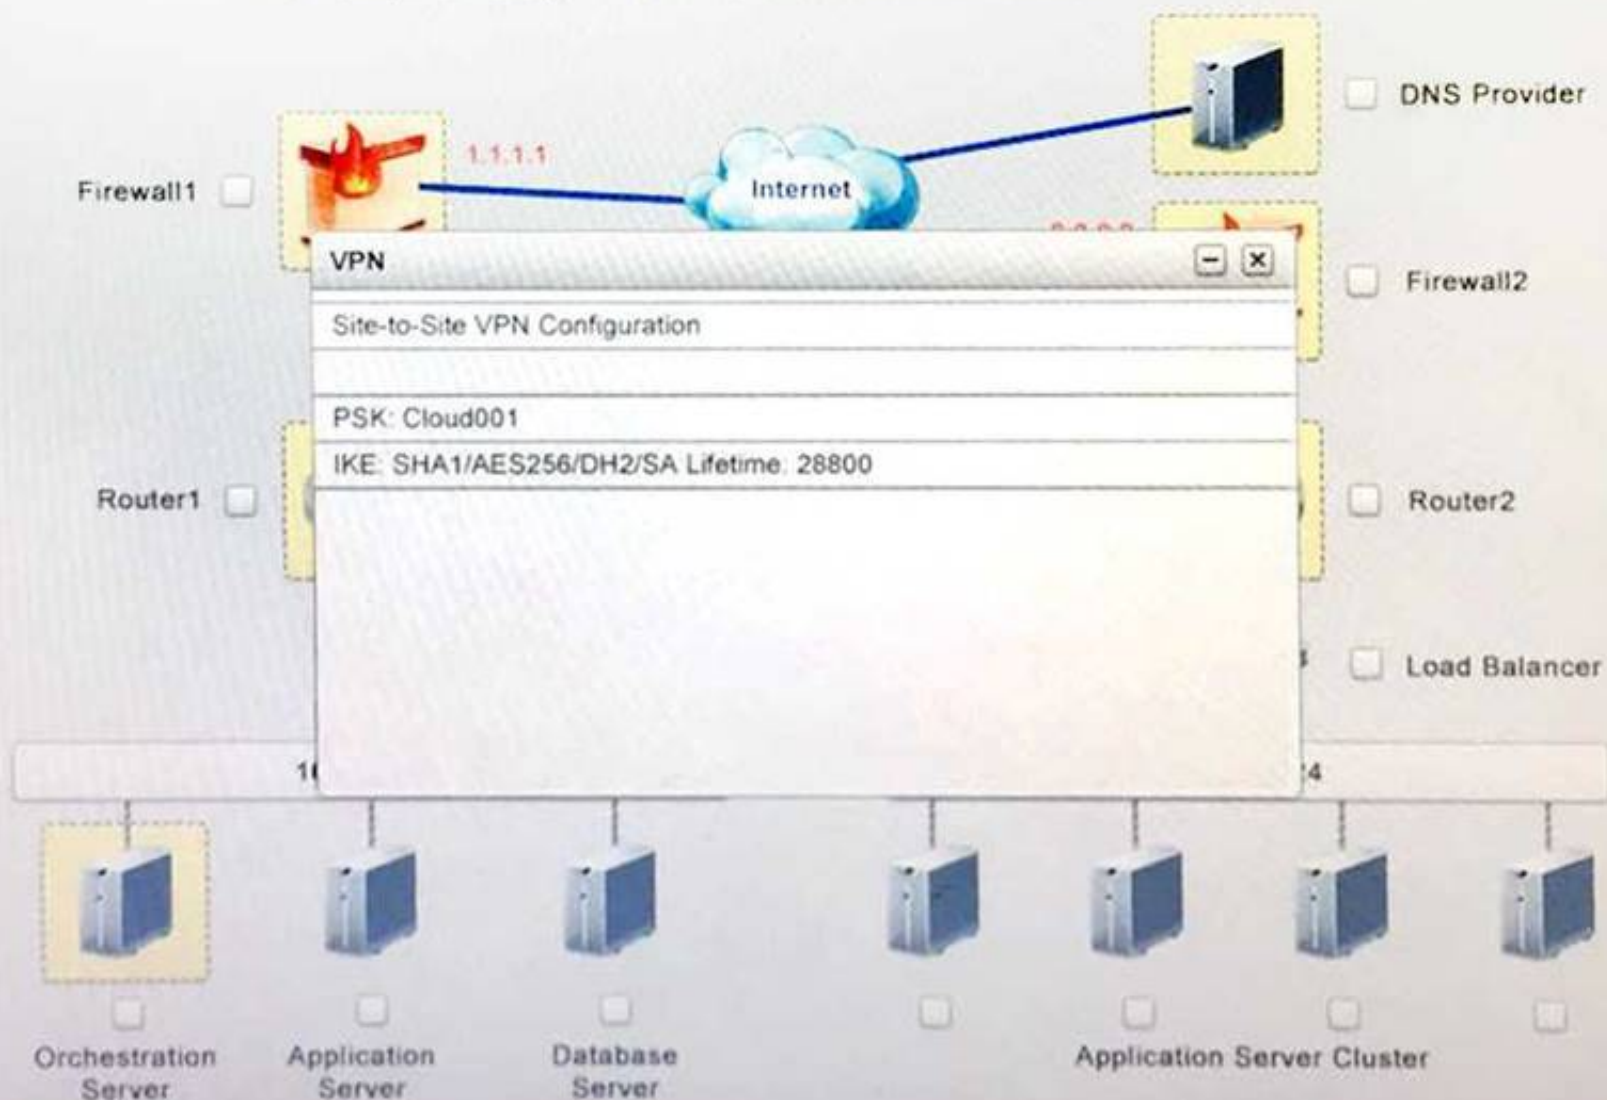 DNS Provider
1.1.1.1
Firewall1
Internet
VPN
Firewall2
Site-to-Site VPN Configuration
PSK: Cloud001
IKE: SHA1/AES256/DH2/SA Lifetime: 28800
Router1
Router2
Load Balancer
Orchestration
Server
Application
Server
Database
Server
Application Server Cluster